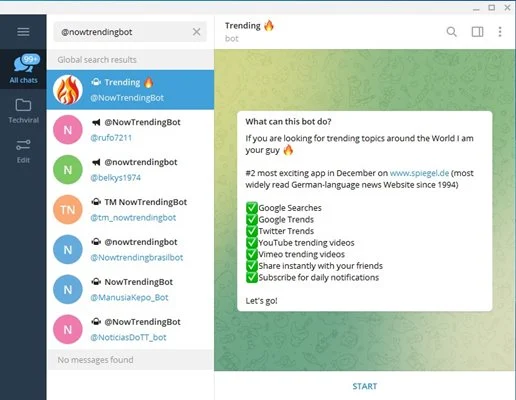 @nowtrendingbot
Trending 🔥
bot
99+
All chats
Techviral
Edit
Global search results
Trending 🔥
@NowTrendingBot
N
@NowTrendingBot
@rufo7211
N
@nowtrendingbot
@belkys1974
TN
TM NowTrendingBot
@tm_nowtrendingbot
N
@nowtrendingbot
@Nowtrendingbrasilbot
N
NowTrendingBot
@ManusiaKepo_Bot
N
@NowTrendingBot
@NoticiasDoTT_bot
No messages found
What can this bot do?
If you are looking for trending topics around the World I am
your guy 🔥
#2 most exciting app in December on www.spiegel.de (most
widely read German-language news Website since 1994)
✅Google Searches
✅Google Trends
✅Twitter Trends
✅YouTube trending videos
✅Vimeo trending videos
✅Share instantly with your friends
✅Subscribe for daily notifications
Let's go!
START